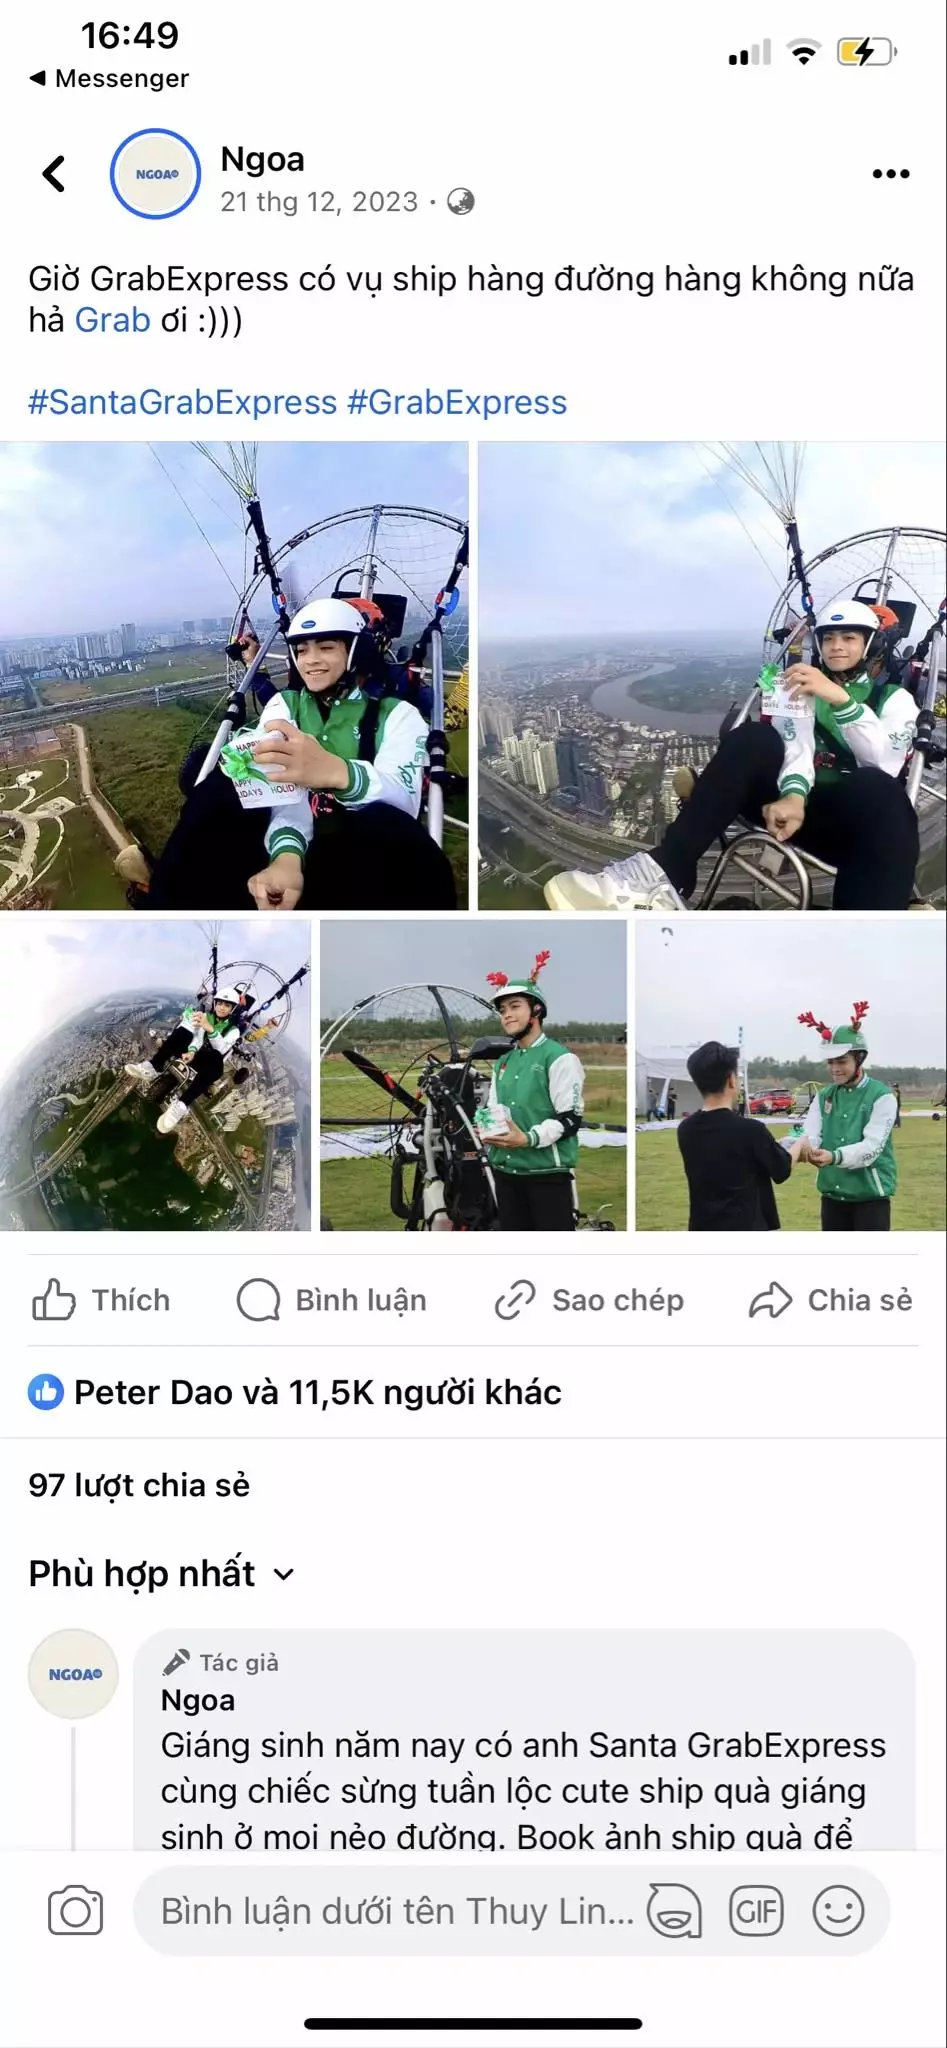 16:49
◀ Messenger
NGOA
Ngoa
21 thg 12, 2023 ·
Giờ GrabExpress có vụ ship hàng đường hàng không nữa
hả Grab ơi :)))
#SantaGrabExpress #GrabExpress
HAPPY
HAPPY
HOLIDAYS HOLID
Thích
Bình luận
Sao chép
Chia sẻ
Peter Dao và 11,5K người khác
97 lượt chia sẻ
Phù hợp nhất
NGOA
Tác giả
Ngoa
Giáng sinh năm nay có anh Santa GrabExpress
cùng chiếc sừng tuần lộc cute ship quà giáng
sinh ở mọi nẻo đường. Book ảnh ship quà để
Bình luận dưới tên Thuy Lin...
GIF